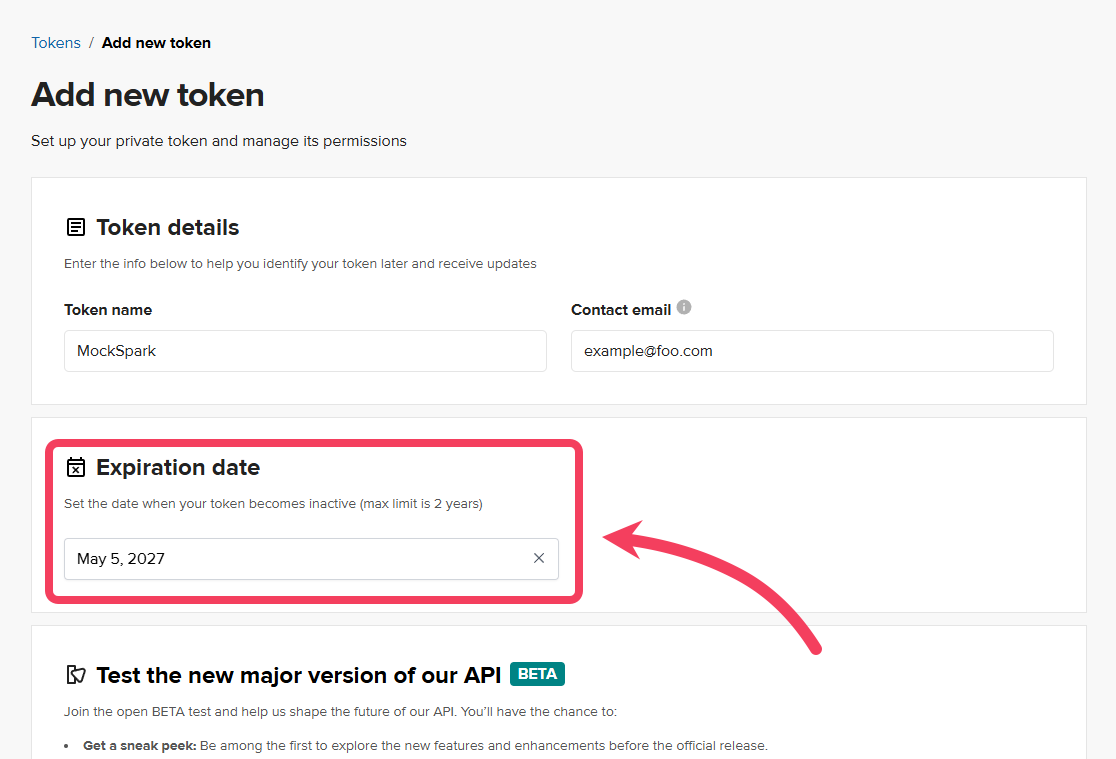 Tokens / Add new token
Add new token
Set up your private token and manage its permissions
Token details
Enter the info below to help you identify your token later and receive updates
Token name
Contact email
MockSpark
example@foo.com
Expiration date
Set the date when your token becomes inactive (max limit is 2 years)
May 5, 2027
Test the new major version of our API BETA
Join the open BETA test and help us shape the future of our API. You’ll have the chance to:
• Get a sneak peek: Be among the first to explore the new features and enhancements before the official release.